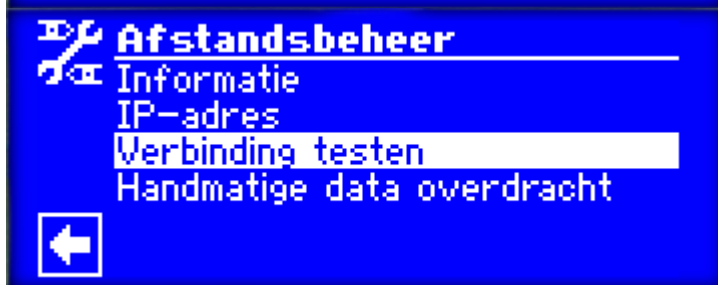 Afstandsbeheer
Informatie
IP-adres
Verbinding testen
Handmatige data overdracht